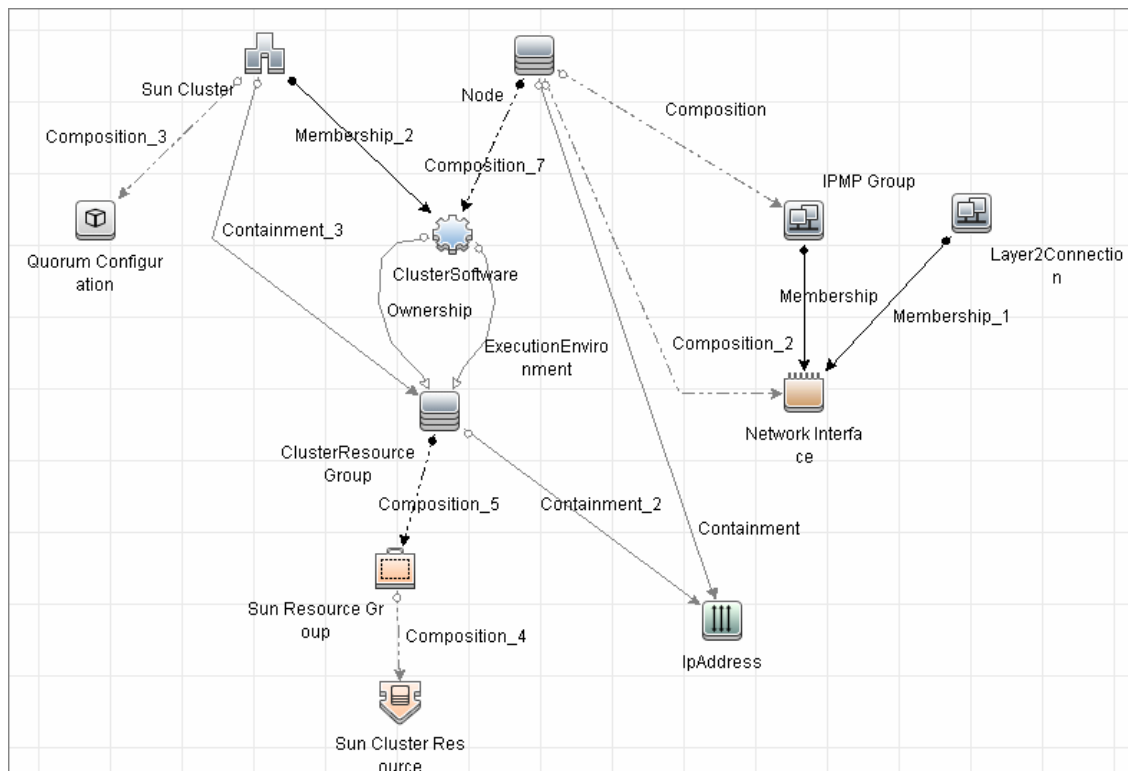 Sun Cluster
Node
Composition_3
Membership_2
Composition_7
Composition
IPMP Group
Quorum Configur
ation
Containment_3
ClusterSoftware
Layer2Connectio
n
Ownership
Membership
Membership_1
ExecutionEnviro
nment
Composition_2
Network Interfa
ce
ClusterResource
Group
Composition_5
Containment_2
Containment
Sun Resource Gr
oup
Composition_4
IpAddress
Sun Cluster Res
ource